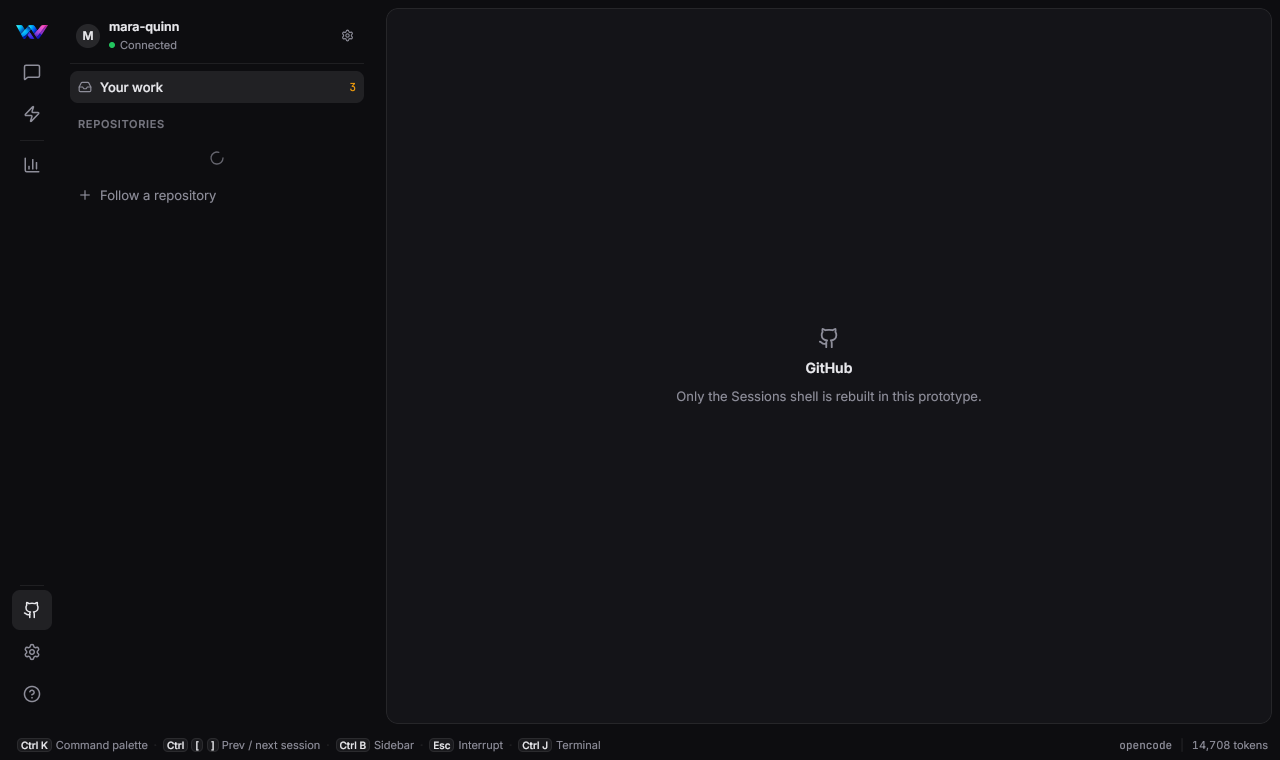 M
mara-quinn
Connected
Your work 3
REPOSITORIES
Follow a repository
GitHub
Only the Sessions shell is rebuilt in this prototype.
Ctrl K Command palette · Ctrl [ ] Prev / next session · Ctrl B Sidebar · Esc Interrupt · Ctrl J Terminal
opencode 14,708 tokens